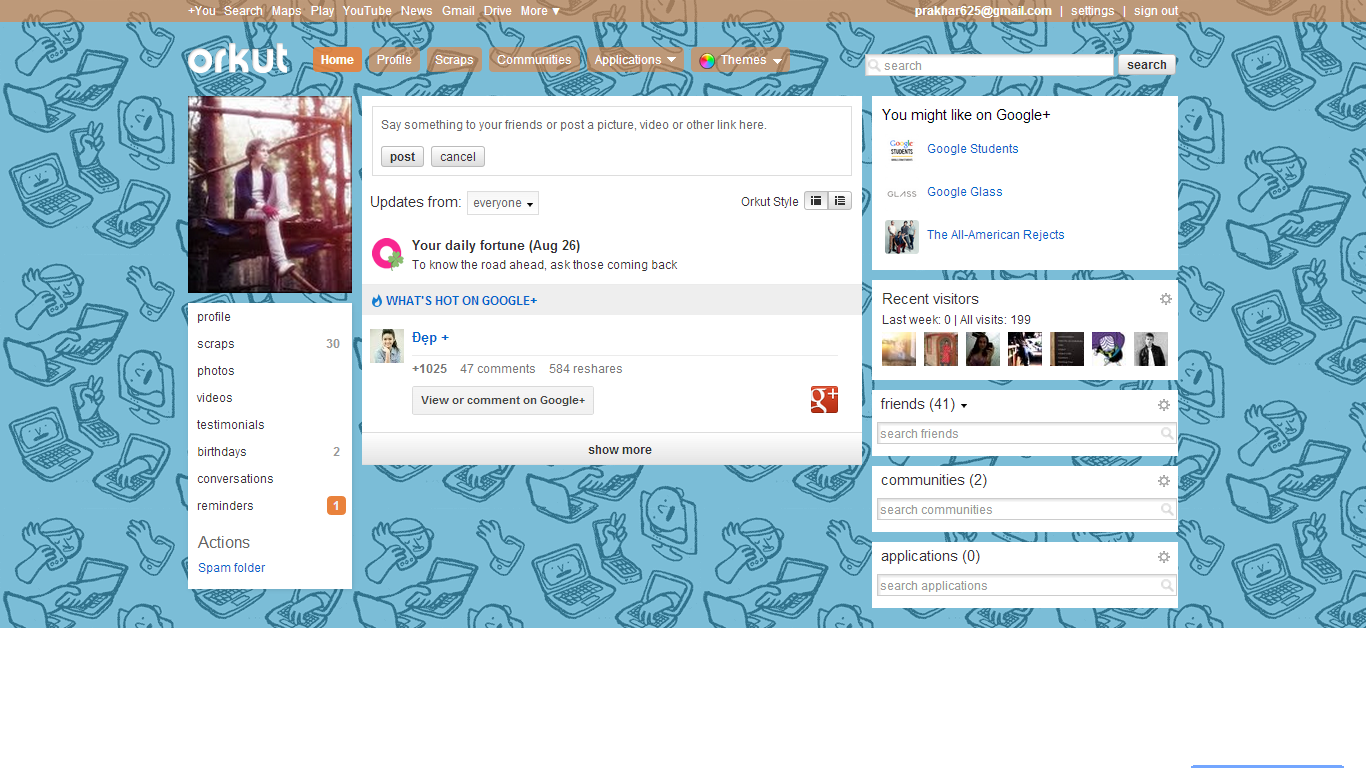 +You Search Maps Play YouTube News Gmail Drive More ▼
prakhar625@gmail.com | settings | sign out
orkut
Home Profile Scraps Communities Applications Themes
search
search
Say something to your friends or post a picture, video or other link here.
post cancel
Updates from: everyone
Orkut Style
Your daily fortune (Aug 26)
To know the road ahead, ask those coming back
WHAT'S HOT ON GOOGLE+
Đẹp +
+1025 47 comments 584 reshares
View or comment on Google+
g+
show more
profile
scraps 30
photos
videos
testimonials
birthdays 2
conversations
reminders 1
Actions
Spam folder
You might like on Google+
Google
STUDENTS
Google Students
GLASS
Google Glass
The All-American Rejects
Recent visitors
Last week: 0 | All visits: 199
friends (41)
search friends
communities (2)
search communities
applications (0)
search applications